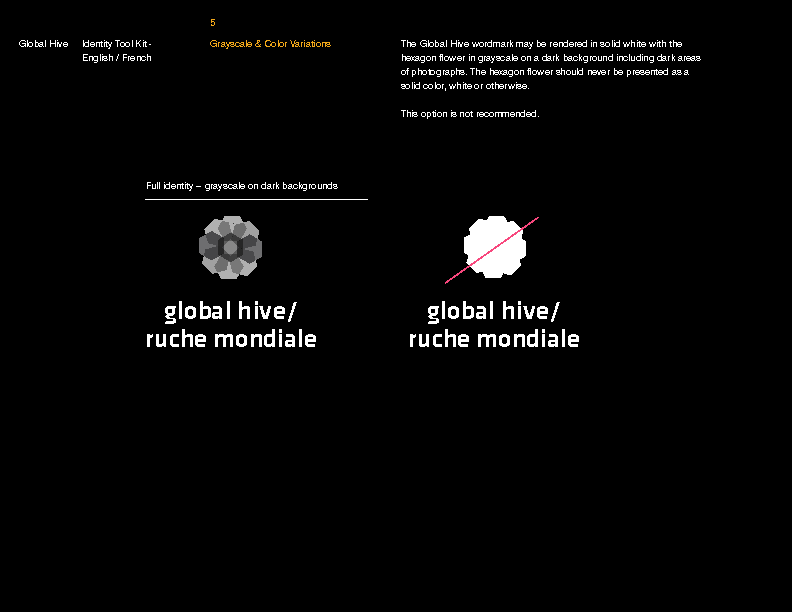 5
Global Hive
Identity Tool Kit -
English / French
Grayscale & Color Variations
The Global Hive wordmark may be rendered in solid white with the
hexagon flower in grayscale on a dark background including dark areas
of photographs. The hexagon flower should never be presented as a
solid color, white or otherwise.
This option is not recommended.
Full identity – grayscale on dark backgrounds
global hive/
ruche mondiale
global hive/
ruche mondiale